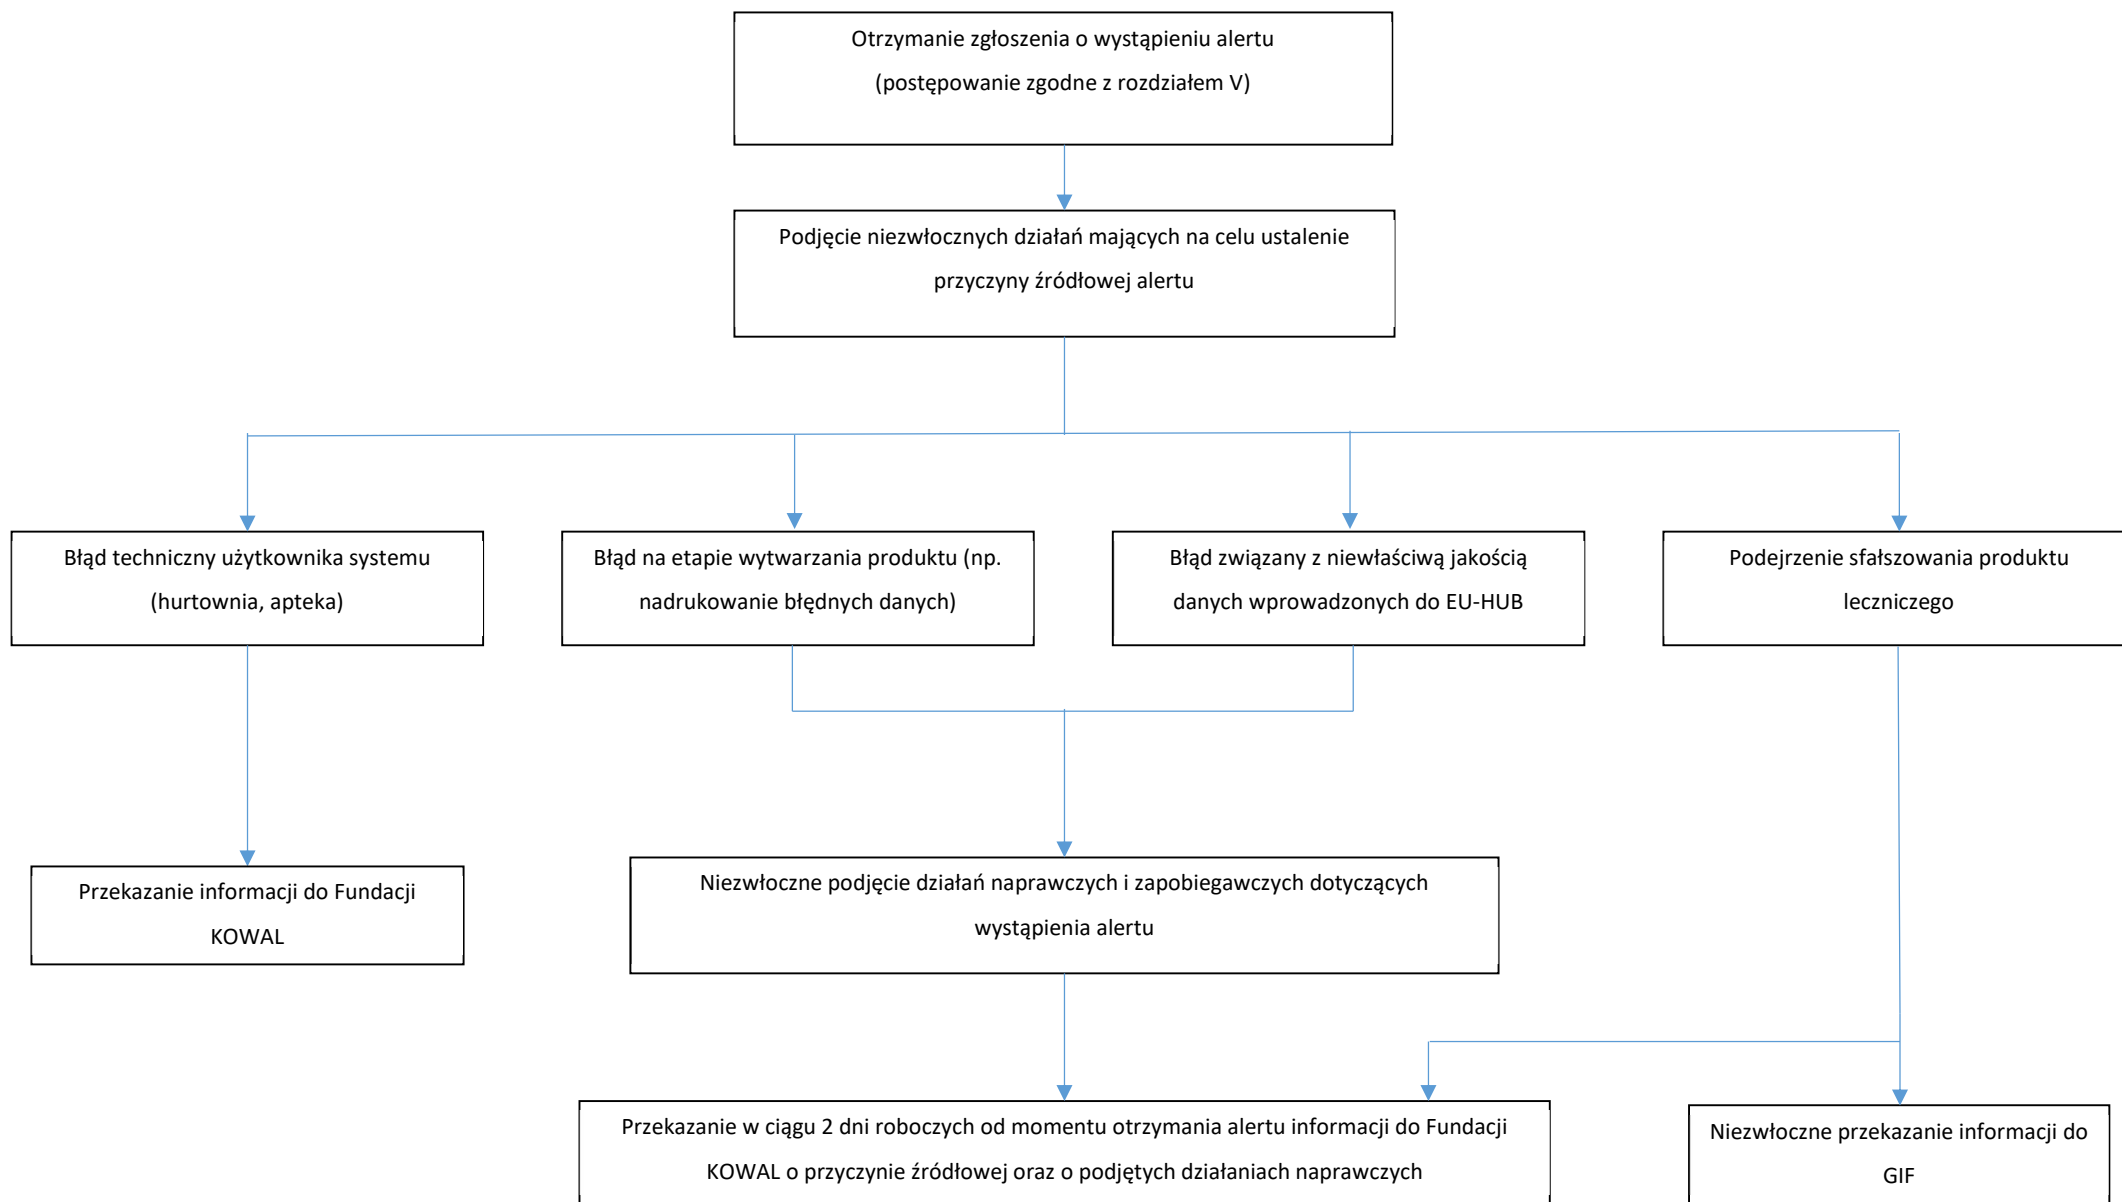 Otrzymanie zgłoszenia o wystąpieniu alertu
(postępowanie zgodne z rozdziałem V)
Podjęcie niezwłocznych działań mających na celu ustalenie
przyczyny źródłowej alertu
Błąd techniczny użytkownika systemu
(hurtownia, apteka)
Błąd na etapie wytwarzania produktu (np.
nadrukowanie błędnych danych)
Błąd związany z niewłaściwą jakością
danych wprowadzonych do EU-HUB
Podejrzenie sfałszowania produktu
leczniczego
Przekazanie informacji do Fundacji
KOWAL
Niezwłoczne podjęcie działań naprawczych i zapobiegawczych dotyczących
wystąpienia alertu
Przekazanie w ciągu 2 dni roboczych od momentu otrzymania alertu informacji do Fundacji
KOWAL o przyczynie źródłowej oraz o podjętych działaniach naprawczych
Niezwłoczne przekazanie informacji do
GIF